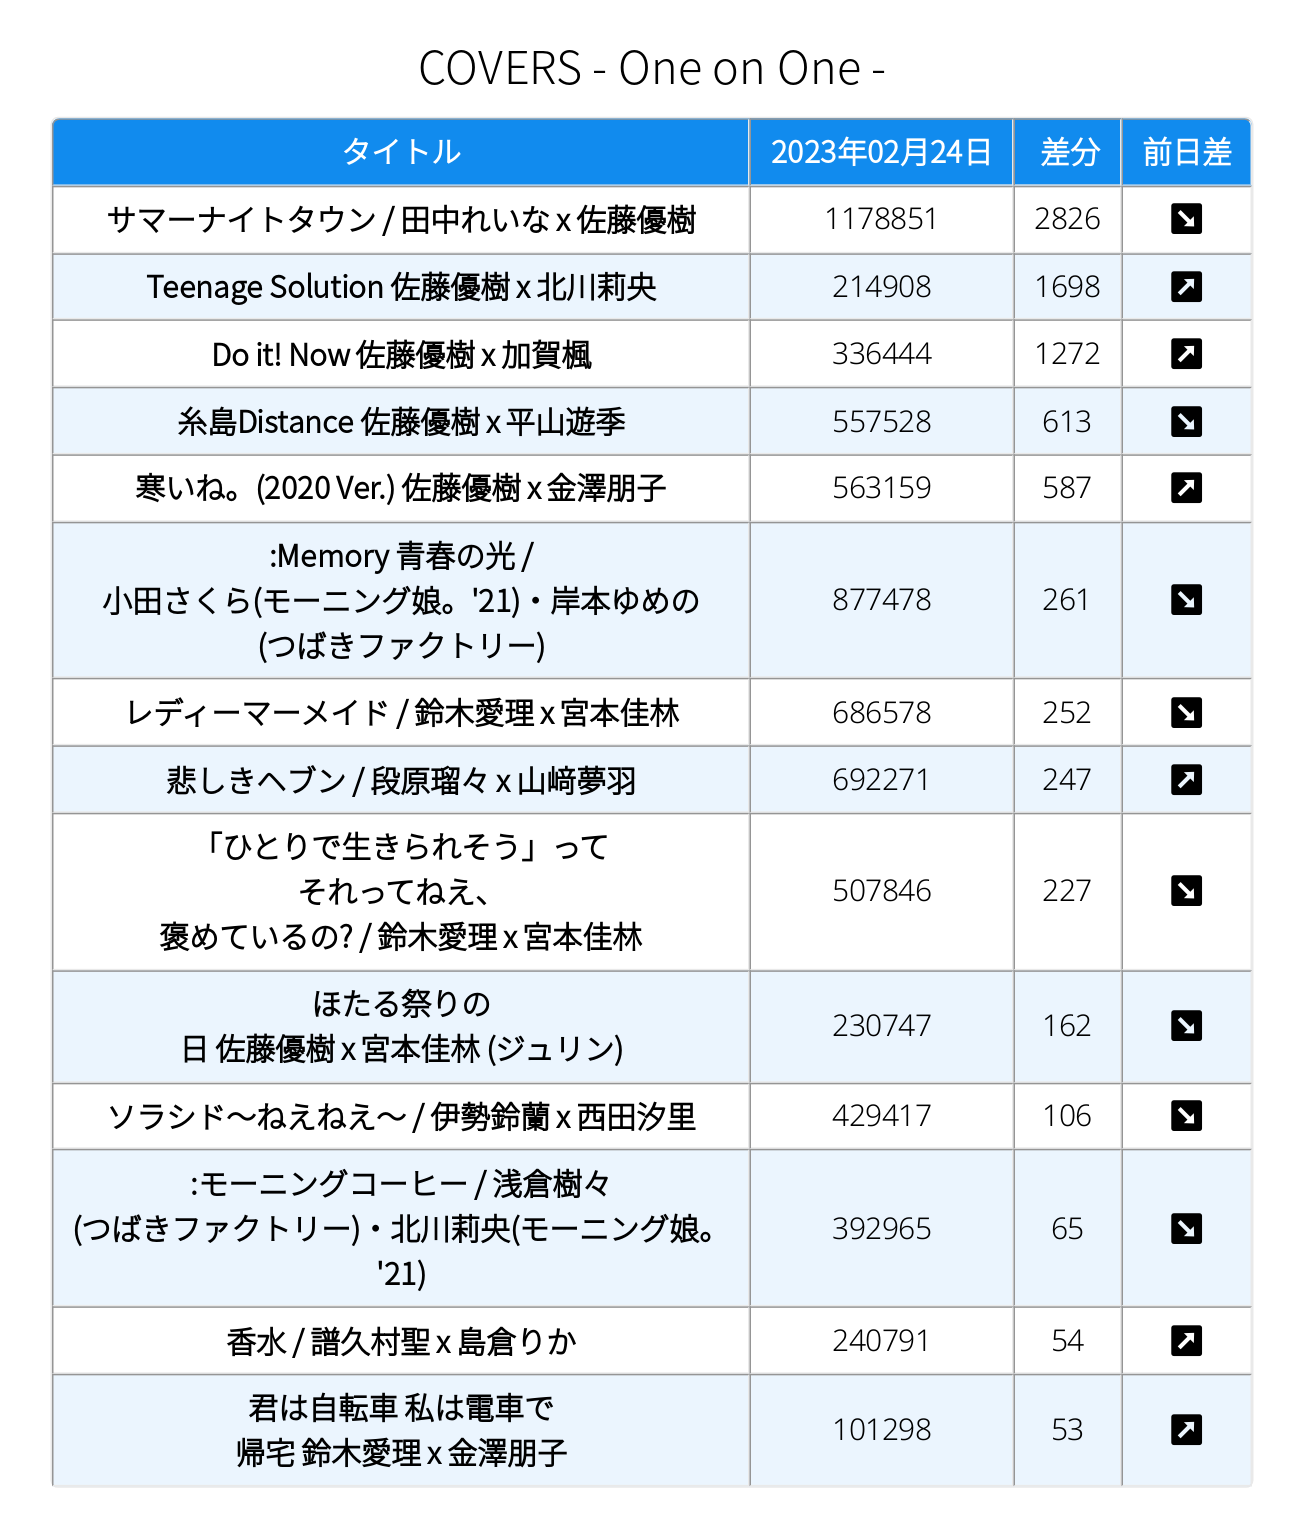 COVERS - One on One -
タイトル 2023年02月24日 差分 前日差
サマーナイトタウン / 田中れいな x 佐藤優樹 1178851 2826
Teenage Solution 佐藤優樹 x 北川莉央 214908 1698
Do it! Now 佐藤優樹 x 加賀楓 336444 1272
糸島Distance 佐藤優樹 x 平山遊季 557528 613
寒いね。(2020 Ver.) 佐藤優樹 x 金澤朋子 563159 587
:Memory 青春の光 /
小田さくら(モーニング娘。'21)・岸本ゆめの
(つばきファクトリー)
877478 261
レディーマーメイド / 鈴木愛理 x 宮本佳林 686578 252
悲しきヘブン / 段原瑠々 x 山﨑夢羽 692271 247
「ひとりで生きられそう」って
それってねえ、
褒めているの? / 鈴木愛理 x 宮本佳林
507846 227
ほたる祭りの
日 佐藤優樹 x 宮本佳林 (ジュリン)
230747 162
ソラシド～ねえねえ～ / 伊勢鈴蘭 x 西田汐里 429417 106
:モーニングコーヒー / 浅倉樹々
(つばきファクトリー)・北川莉央(モーニング娘。
'21)
392965 65
香水 / 譜久村聖 x 島倉りか 240791 54
君は自転車 私は電車で
帰宅 鈴木愛理 x 金澤朋子
101298 53